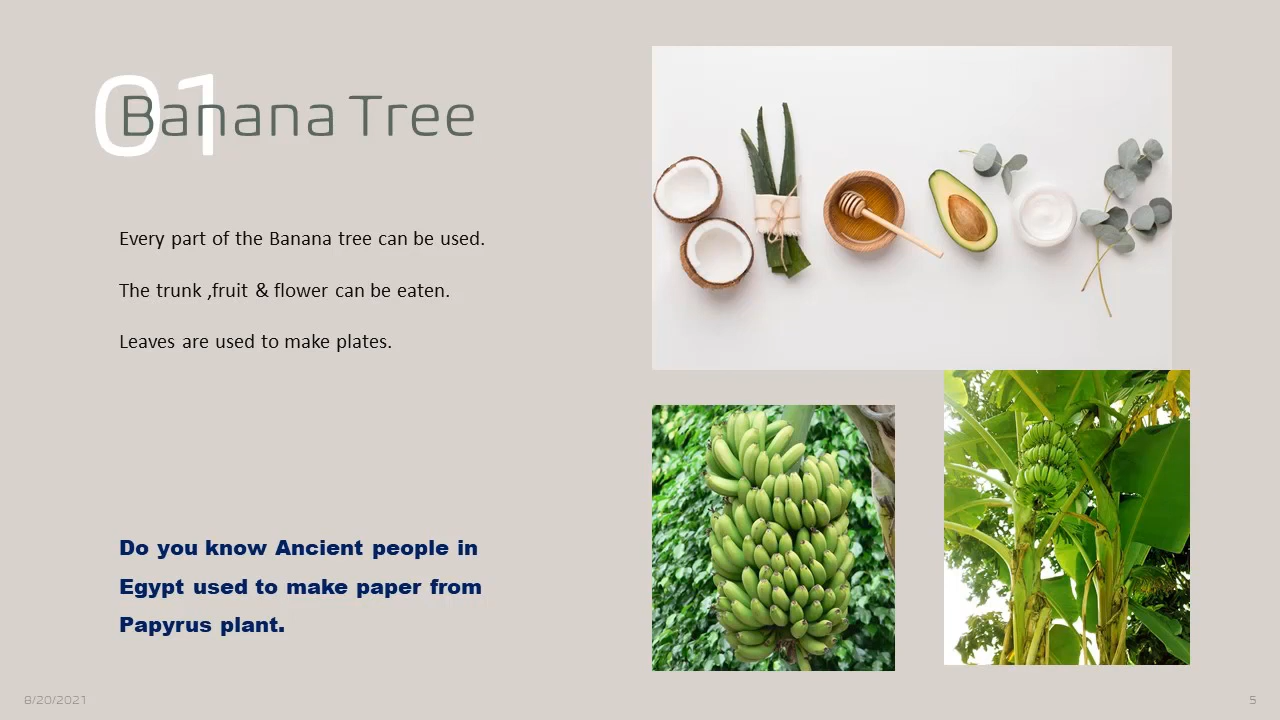 01
Banana Tree
Every part of the Banana tree can be used.
The trunk ,fruit & flower can be eaten.
Leaves are used to make plates.
Do you know Ancient people in
Egypt used to make paper from
Papyrus plant.
8/20/2021
5